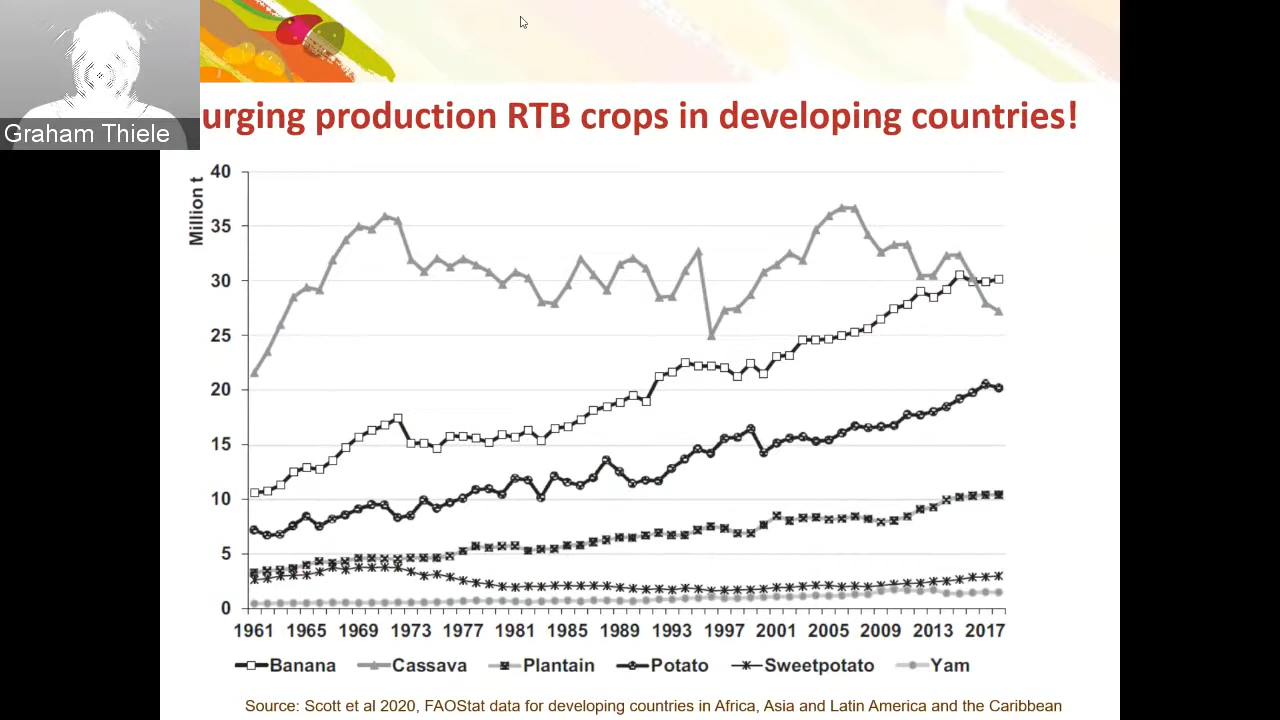 Graham Thiele
urging production RTB crops in developing countries!
Million t
40
35
30
25
20
15
10
5
0
1961 1965 1969 1973 1977 1981 1985 1989 1993 1997 2001 2005 2009 2013 2017
Banana Cassava Plantain Potato Sweetpotato Yam
Source: Scott et al 2020, FAOStat data for developing countries in Africa, Asia and Latin America and the Caribbean